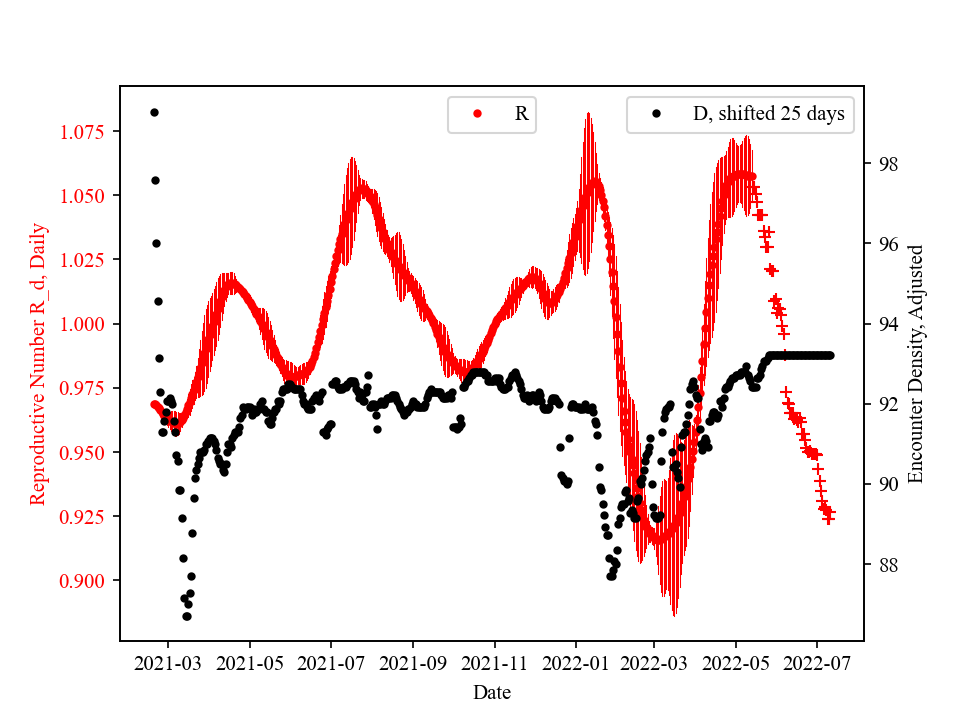 R
D, shifted 25 days
1.075
1.050
1.025
1.000
0.975
0.950
0.925
0.900
Reproductive Number R_d, Daily
98
96
94
92
90
88
Encounter Density, Adjusted
2021-03 2021-05 2021-07 2021-09 2021-11 2022-01 2022-03 2022-05 2022-07
Date